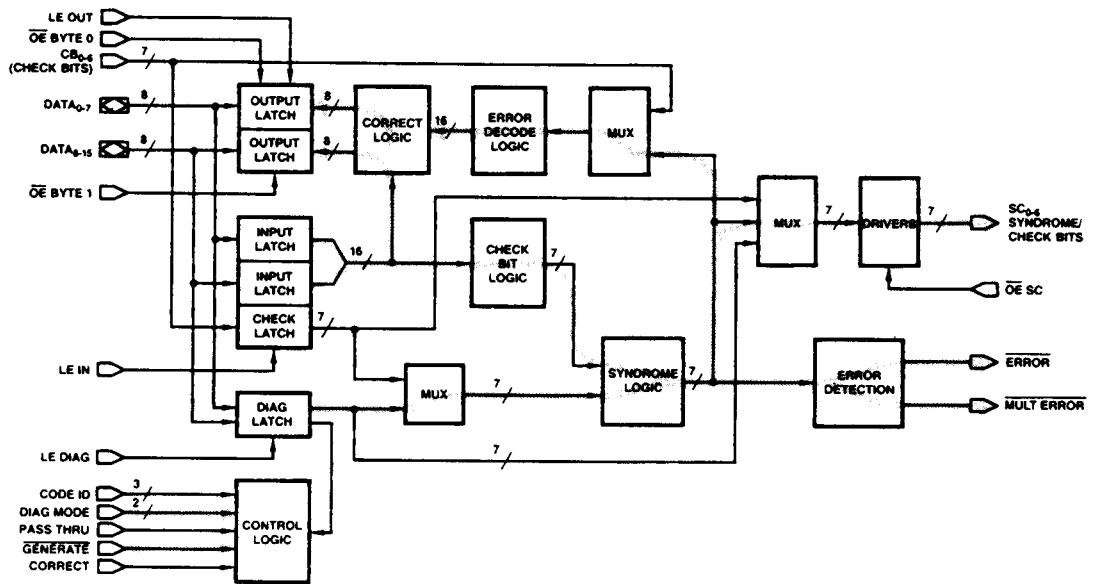 LE OUT
OE BYTE 0
CB0-6
(CHECK BITS)
7
DATA0-7
8
DATA8-15
8
OE BYTE 1
OUTPUT
LATCH
OUTPUT
LATCH
8
8
CORRECT
LOGIC
16
ERROR
DECODE
LOGIC
MUX
INPUT
LATCH
INPUT
LATCH
CHECK
LATCH
16
7
CHECK
BIT
LOGIC
7
MUX
7
DRIVERS
7
SC0-6
SYNDROME/
CHECK BITS
OE SC
LE IN
MUX
7
SYNDROME
LOGIC
7
ERROR
DETECTION
ERROR
MULT ERROR
DIAG
LATCH
7
LE DIAG
CODE ID
3
DIAG MODE
2
PASS THRU
GENERATE
CORRECT
CONTROL
LOGIC